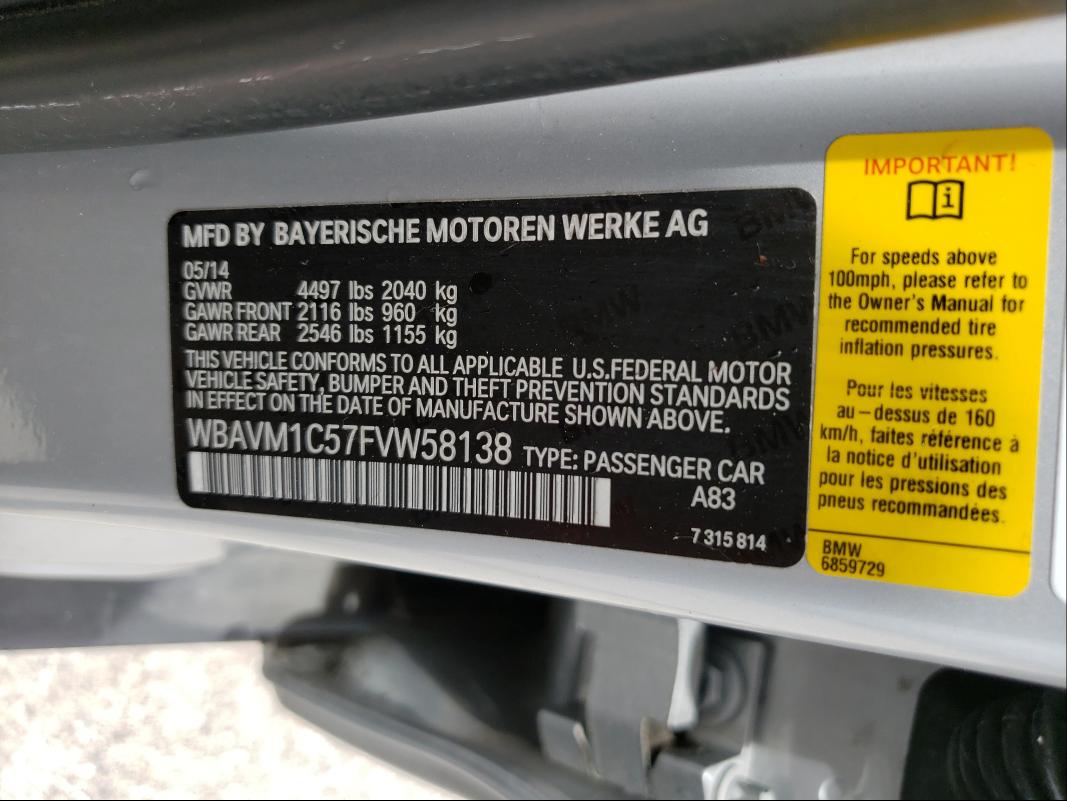 MFD BY BAYERISCHE MOTOREN WERKE AG
05/14
GVWR 4497 lbs 2040 kg
GAWR FRONT 2116 lbs 960 kg
GAWR REAR 2546 lbs 1155 kg
THIS VEHICLE CONFORMS TO ALL APPLICABLE U.S.FEDERAL MOTOR
VEHICLE SAFETY, BUMPER AND THEFT PREVENTION STANDARDS
IN EFFECT ON THE DATE OF MANUFACTURE SHOWN ABOVE.
WBAVM1C57FVW58138 TYPE: PASSENGER CAR
A83
7 315 814
IMPORTANT!
i
For speeds above
100mph, please refer to
the Owner's Manual for
recommended tire
inflation pressures.
Pour les vitesses
au-dessus de 160
km/h, faites référence à
la notice d'utilisation
pour les pressions des
pneus recommandées.
BMW
6859729